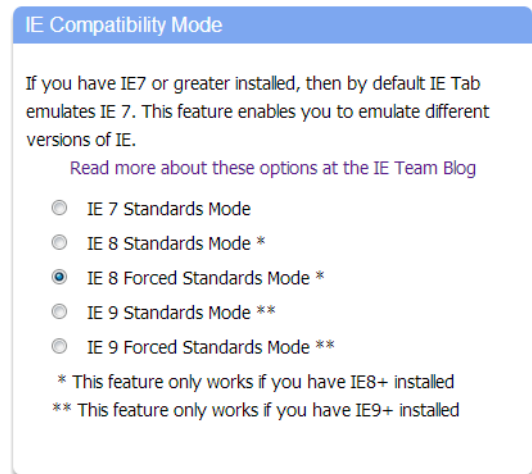 IE Compatibility Mode
If you have IE7 or greater installed, then by default IE Tab
emulates IE 7. This feature enables you to emulate different
versions of IE.
Read more about these options at the IE Team Blog
IE 7 Standards Mode
IE 8 Standards Mode *
IE 8 Forced Standards Mode *
IE 9 Standards Mode **
IE 9 Forced Standards Mode **
* This feature only works if you have IE8+ installed
** This feature only works if you have IE9+ installed